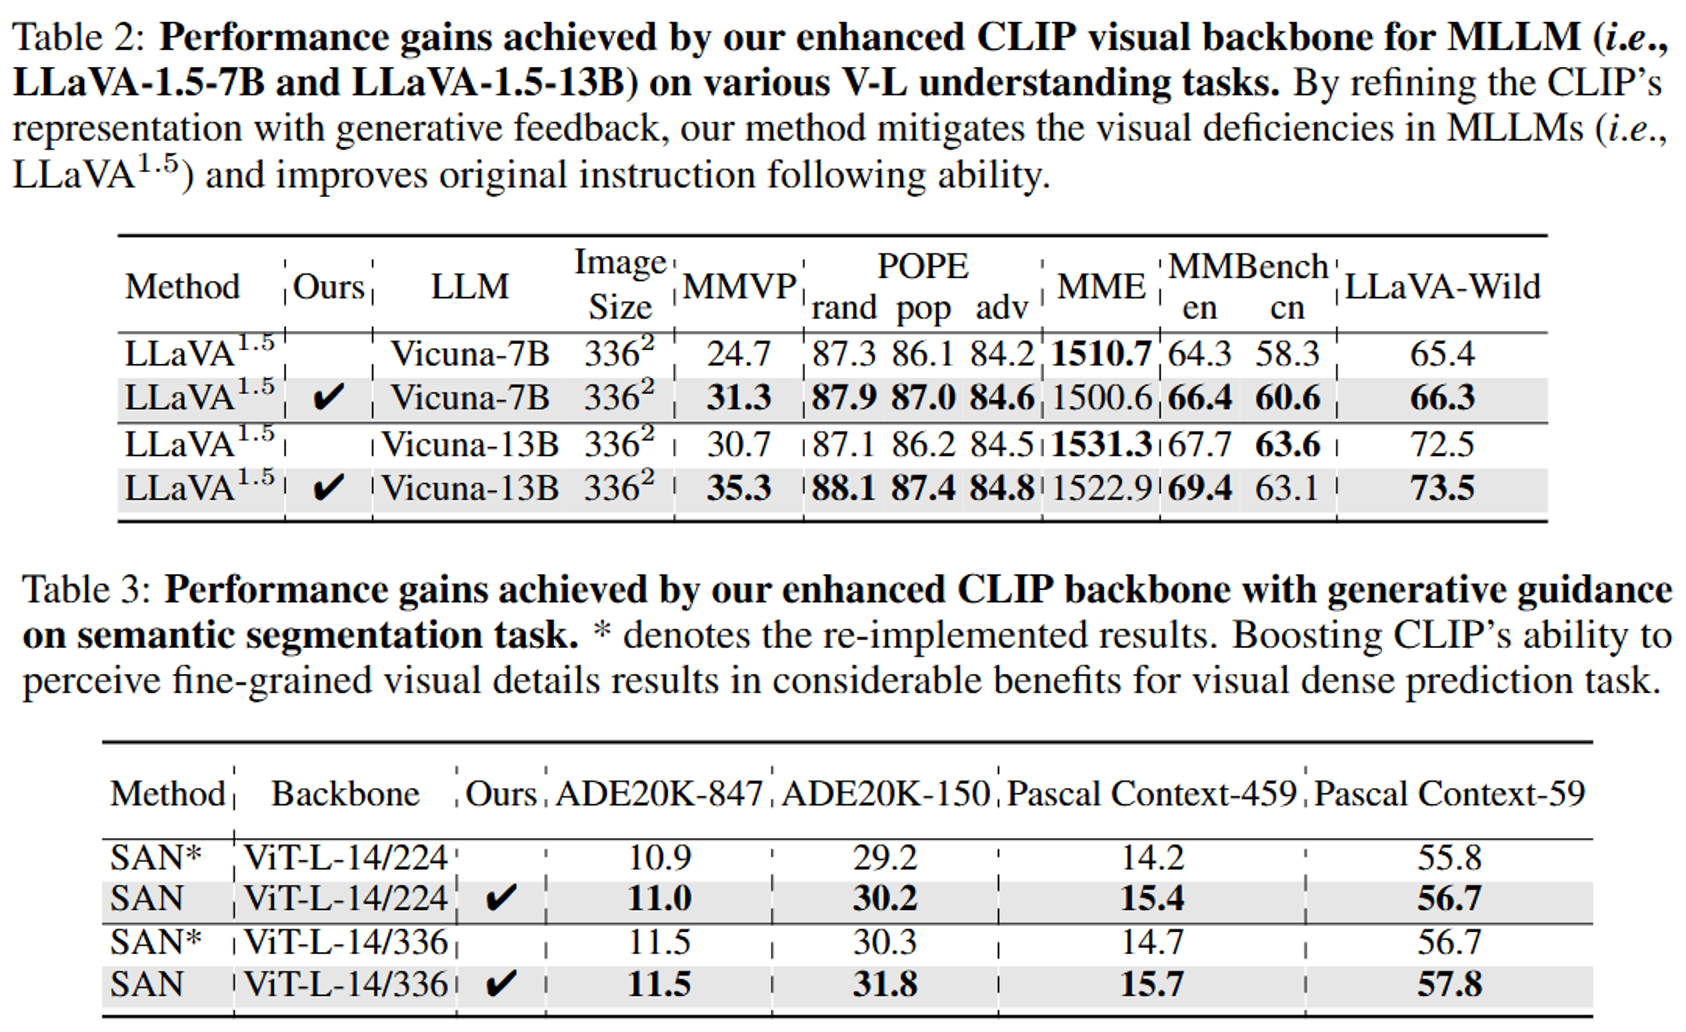 Table 2: Performance gains achieved by our enhanced CLIP visual backbone for MLLM (i.e.,
LLaVA-1.5-7B and LLaVA-1.5-13B) on various V-L understanding tasks. By refining the CLIP's
representation with generative feedback, our method mitigates the visual deficiencies in MLLMs (i.e.,
LLaVA^1.5) and improves original instruction following ability.
Method Ours LLM Image Size MMVP POPE rand pop adv MME MMBench en cn LLaVA-Wild
LLaVA^1.5 Vicuna-7B 336² 24.7 87.3 86.1 84.2 1510.7 64.3 58.3 65.4
LLaVA^1.5 ✔ Vicuna-7B 336² 31.3 87.9 87.0 84.6 1500.6 66.4 60.6 66.3
LLaVA^1.5 Vicuna-13B 336² 30.7 87.1 86.2 84.5 1531.3 67.7 63.6 72.5
LLaVA^1.5 ✔ Vicuna-13B 336² 35.3 88.1 87.4 84.8 1522.9 69.4 63.1 73.5
Table 3: Performance gains achieved by our enhanced CLIP backbone with generative guidance
on semantic segmentation task. * denotes the re-implemented results. Boosting CLIP's ability to
perceive fine-grained visual details results in considerable benefits for visual dense prediction task.
Method Backbone Ours ADE20K-847 ADE20K-150 Pascal Context-459 Pascal Context-59
SAN* ViT-L-14/224 10.9 29.2 14.2 55.8
SAN ViT-L-14/224 ✔ 11.0 30.2 15.4 56.7
SAN* ViT-L-14/336 11.5 30.3 14.7 56.7
SAN ViT-L-14/336 ✔ 11.5 31.8 15.7 57.8